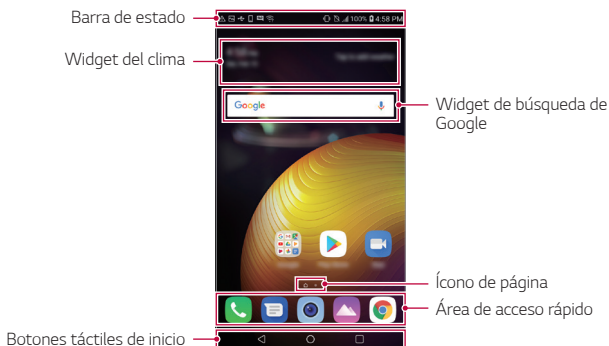 Barra de estado
100% 4:58 PM
Widget del clima
Google
Widget de búsqueda de
Google
Ícono de página
Área de acceso rápido
Botones táctiles de inicio